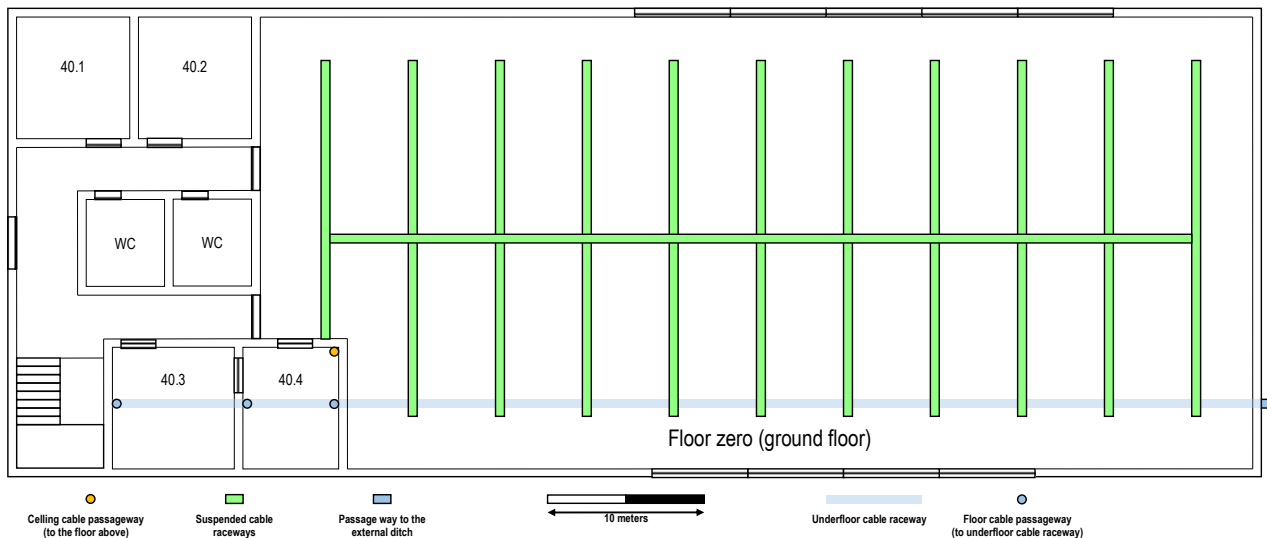 40.1
40.2
WC
WC
40.3
40.4
Floor zero (ground floor)
Celling cable passageway
(to the floor above)
Suspended cable
raceways
Passage way to the
external ditch
10 meters
Underfloor cable raceway
Floor cable passageway
(to underfloor cable raceway)